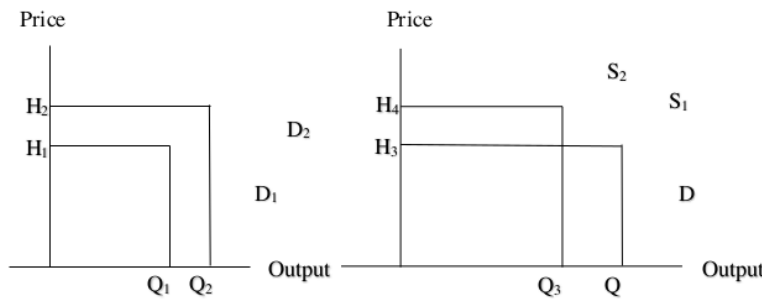 Price
H₂
H₁
D₂
D₁
Output
Q₁ Q₂
Price
S₂
H₄
S₁
H₃
D
Output
Q₃ Q